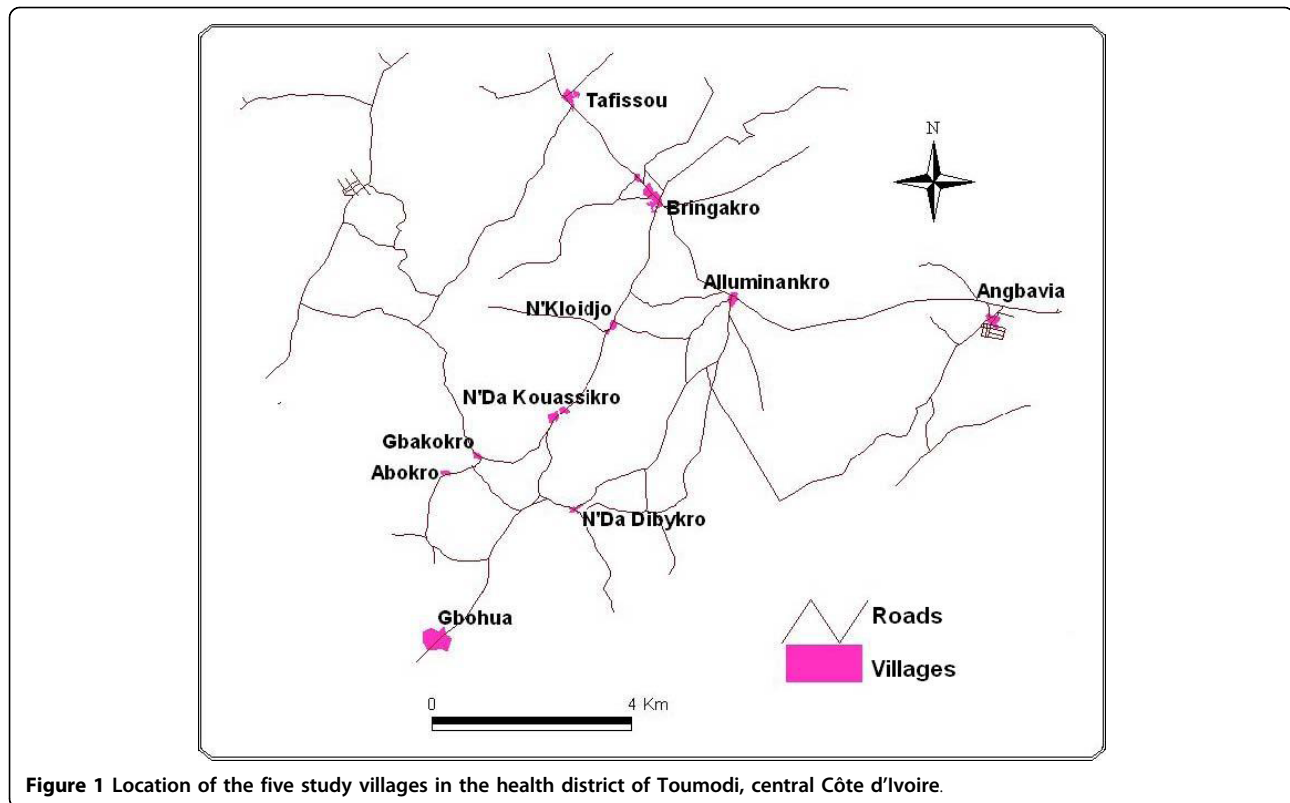 Tafissou
N
Bringakro
Alluminankro
Angbavia
N'Kloidjo
N'Da Kouassikro
Gbakokro
Abokro
N'Da Dibykro
Gbohua
Roads
Villages
0 4 Km
Figure 1 Location of the five study villages in the health district of Toumodi, central Côte d'Ivoire.